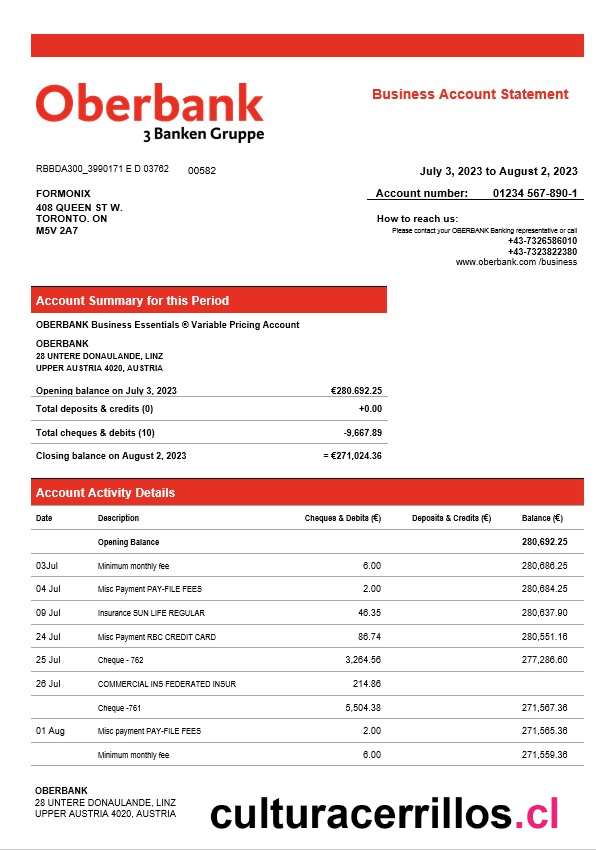 Oberbank
3 Banken Gruppe
Business Account Statement
RBBDA300_3990171 E D 03762 00582
July 3, 2023 to August 2, 2023
FORMONIX
Account number: 01234 567-890-1
408 QUEEN ST W.
TORONTO. ON
M5V 2A7
How to reach us:
Please contact your OBERBANK Banking representative or call
+43-7326586010
+43-7323822380
www.oberbank.com /business
Account Summary for this Period
OBERBANK Business Essentials ® Variable Pricing Account
OBERBANK
28 UNTERE DONAULANDE, LINZ
UPPER AUSTRIA 4020, AUSTRIA
Opening balance on July 3, 2023 €280.692.25
Total deposits & credits (0) +0.00
Total cheques & debits (10) -9,667.89
Closing balance on August 2, 2023 = €271,024.36
Account Activity Details
Date Description Cheques & Debits (€) Deposits & Credits (€) Balance (€)
Opening Balance 280,692.25
03Jul Minimum monthly fee 6.00 280,686.25
04 Jul Misc Payment PAY-FILE FEES 2.00 280,684.25
09 Jul Insurance SUN LIFE REGULAR 46.35 280,637.90
24 Jul Misc Payment RBC CREDIT CARD 86.74 280,551.16
25 Jul Cheque - 762 3,264.56 277,286.60
26 Jul COMMERCIAL INS FEDERATED INSUR 214.86
Cheque -761 5,504.38 271,567.36
01 Aug Misc payment PAY-FILE FEES 2.00 271,565.36
Minimum monthly fee 6.00 271,559.36
OBERBANK
28 UNTERE DONAULANDE, LINZ
UPPER AUSTRIA 4020, AUSTRIA
culturacerrillos.cl